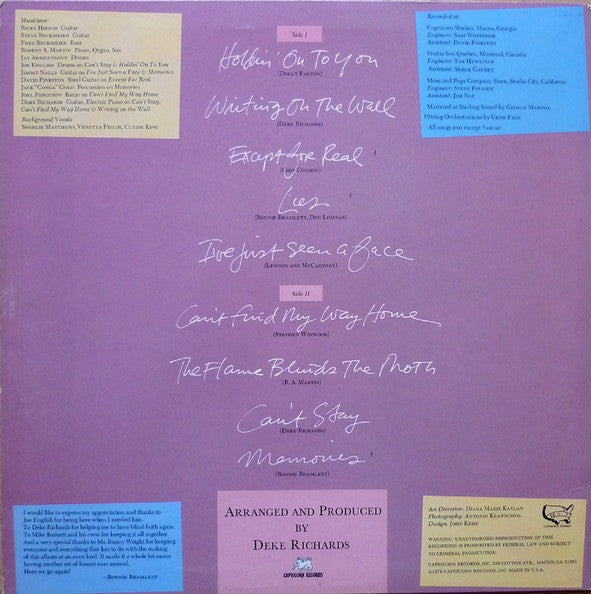 Musicians:
Ricky Hirsch Guitar
Steve Beckmeier Guitar
Fred Beckmeier Bass
Robert A. Martin Piano, Organ, Sax
Jay Armentrout Drums
Joe English Drums on Can't Stay & Holdin' On To You
Jimmy Nalls Guitar on I've Just Seen a Face & Memories
David Pinkston Steel Guitar on Except For Real
Jack "Conga" Gold Percussion on Memories
Joel Ferguson Banjo on Can't Find My Way Home
Deke Richards Guitar, Electric Piano on Can't Stay,
Can't Find My Way Home & Writing on the Wall
Background Vocals
Sherlie Matthews, Venetta Fields, Clydie King
Side I
Holdin' On To You
(Dolly Parton)
Writing On The Wall
(Deke Richards)
Except for Real
(Chip Condon)
Lies
(Bonnie Bramlett, Doc Lomear)
I've Just Seen a Face
(Lennon and McCartney)
Side II
Can't Find My Way Home
(Stephen Winwood)
The Flame Blinds The Moth
(R. A. Martin)
Can't Stay
(Deke Richards)
Memories
(Bonnie Bramlett)
Recorded at:
Capricorn Studios, Macon, Georgia
Engineer: Sam Whiteside
Assistant: David Pinkston
Studio Son Quebec, Montreal, Canada
Engineer: Tim Hewlings
Assistant: Serge Gaudet
Mom and Pops Company Store, Studio City, California
Engineer: Steve Pouliot
Assistant: Jim Nau
Mastered at Sterling Sound by George Marino
String Orchestrations by Gene Page
All songs BMI except †ASCAP
I would like to express my appreciation and thanks to
Joe English for being here when I needed him.
To Deke Richards for helping me to have blind faith again.
To Mike Burnett and his crew for keeping it all together.
And a very special thanks to Ms. Bunny Wright for keeping
everyone and everything that has to do with the making
of this album at an even keel. It made it a whole lot easier
having another set of honest ears around.
Here we go again!
—Bonnie Bramlett
Arranged and Produced
by
Deke Richards
CAPRICORN RECORDS
Art Direction: Diana Marie Kaylan
Photography: Antonin Kratochvil
Design: John Kehe
WARNING: UNAUTHORIZED REPRODUCTION OF THIS
RECORDING IS PROHIBITED BY FEDERAL LAW AND SUBJECT
TO CRIMINAL PROSECUTION.
CAPRICORN RECORDS, INC. 535 COTTON AVE., MACON, GA 31201
©1978 CAPRICORN RECORDS, INC. MADE IN U.S.A.